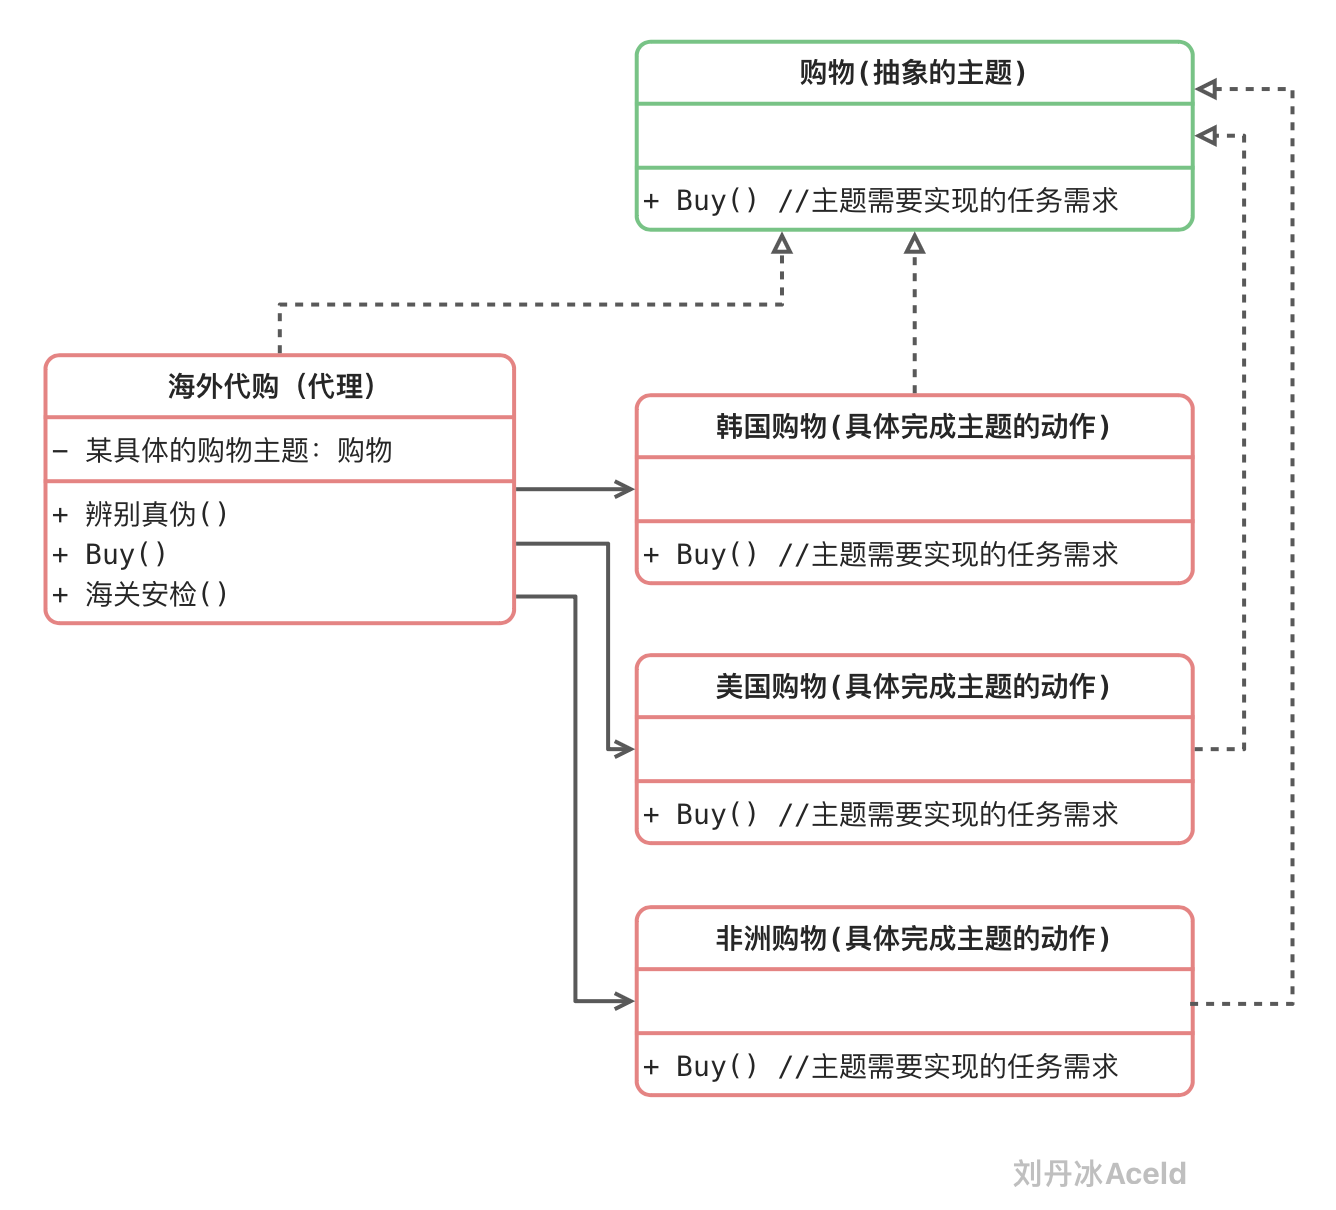 购物(抽象的主题)
+ Buy() //主题需要实现的任务需求
海外代购（代理）
- 某具体的购物主题：购物
+ 辨别真伪()
+ Buy()
+ 海关安检()
韩国购物(具体完成主题的动作)
+ Buy() //主题需要实现的任务需求
美国购物(具体完成主题的动作)
+ Buy() //主题需要实现的任务需求
非洲购物(具体完成主题的动作)
+ Buy() //主题需要实现的任务需求
刘丹冰Aceld